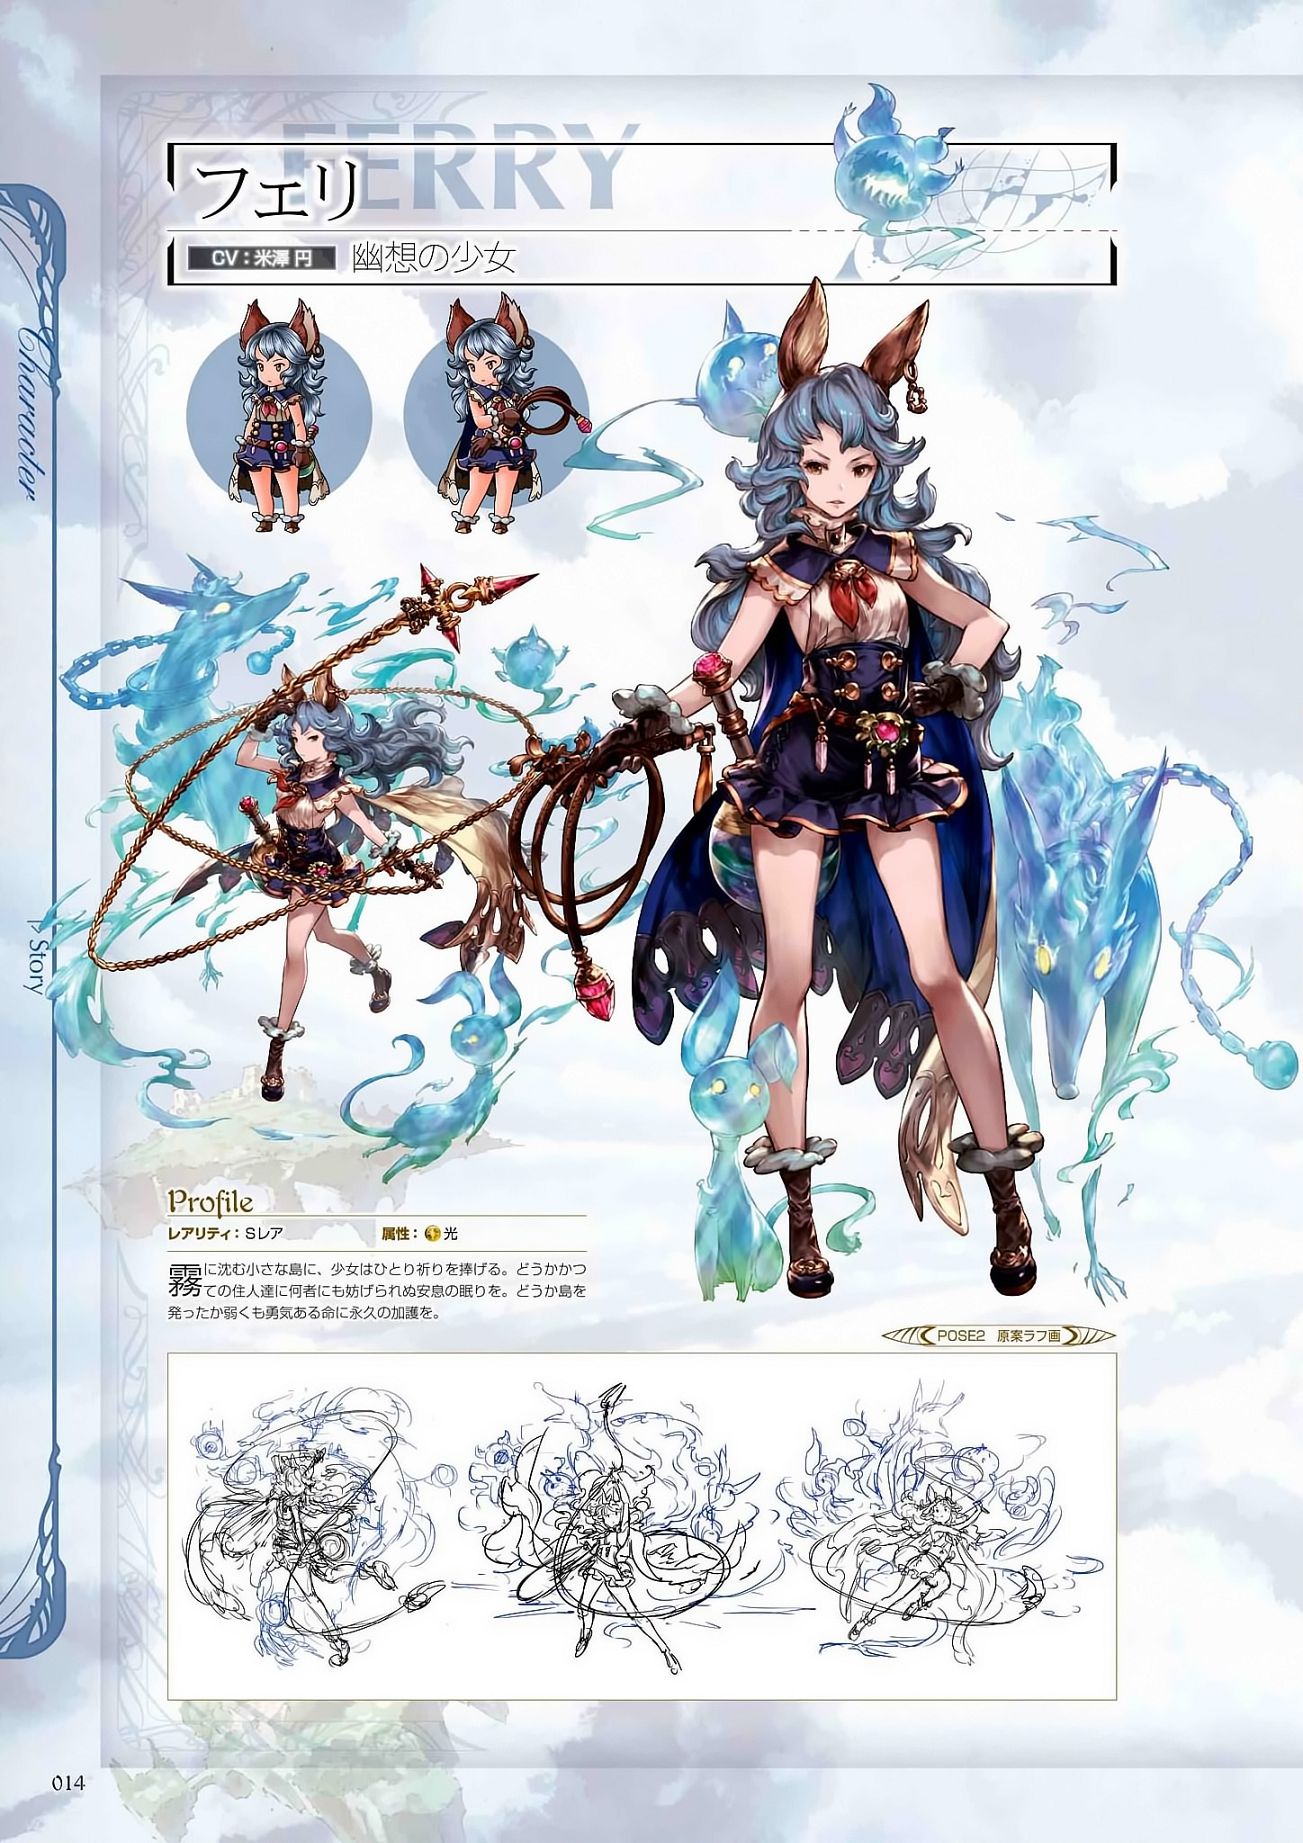 FERRY
フェリ
CV：米澤 円
幽想の少女
Character
Story
Profile
レアリティ：Sレア
属性：光
霧に沈む小さな島に、少女はひとり祈りを捧げる。どうかかつ
ての住人達に何者にも妨げられぬ安息の眠りを。どうか島を
発ったか弱くも勇気ある命に永久の加護を。
POSE2 原案ラフ画
014